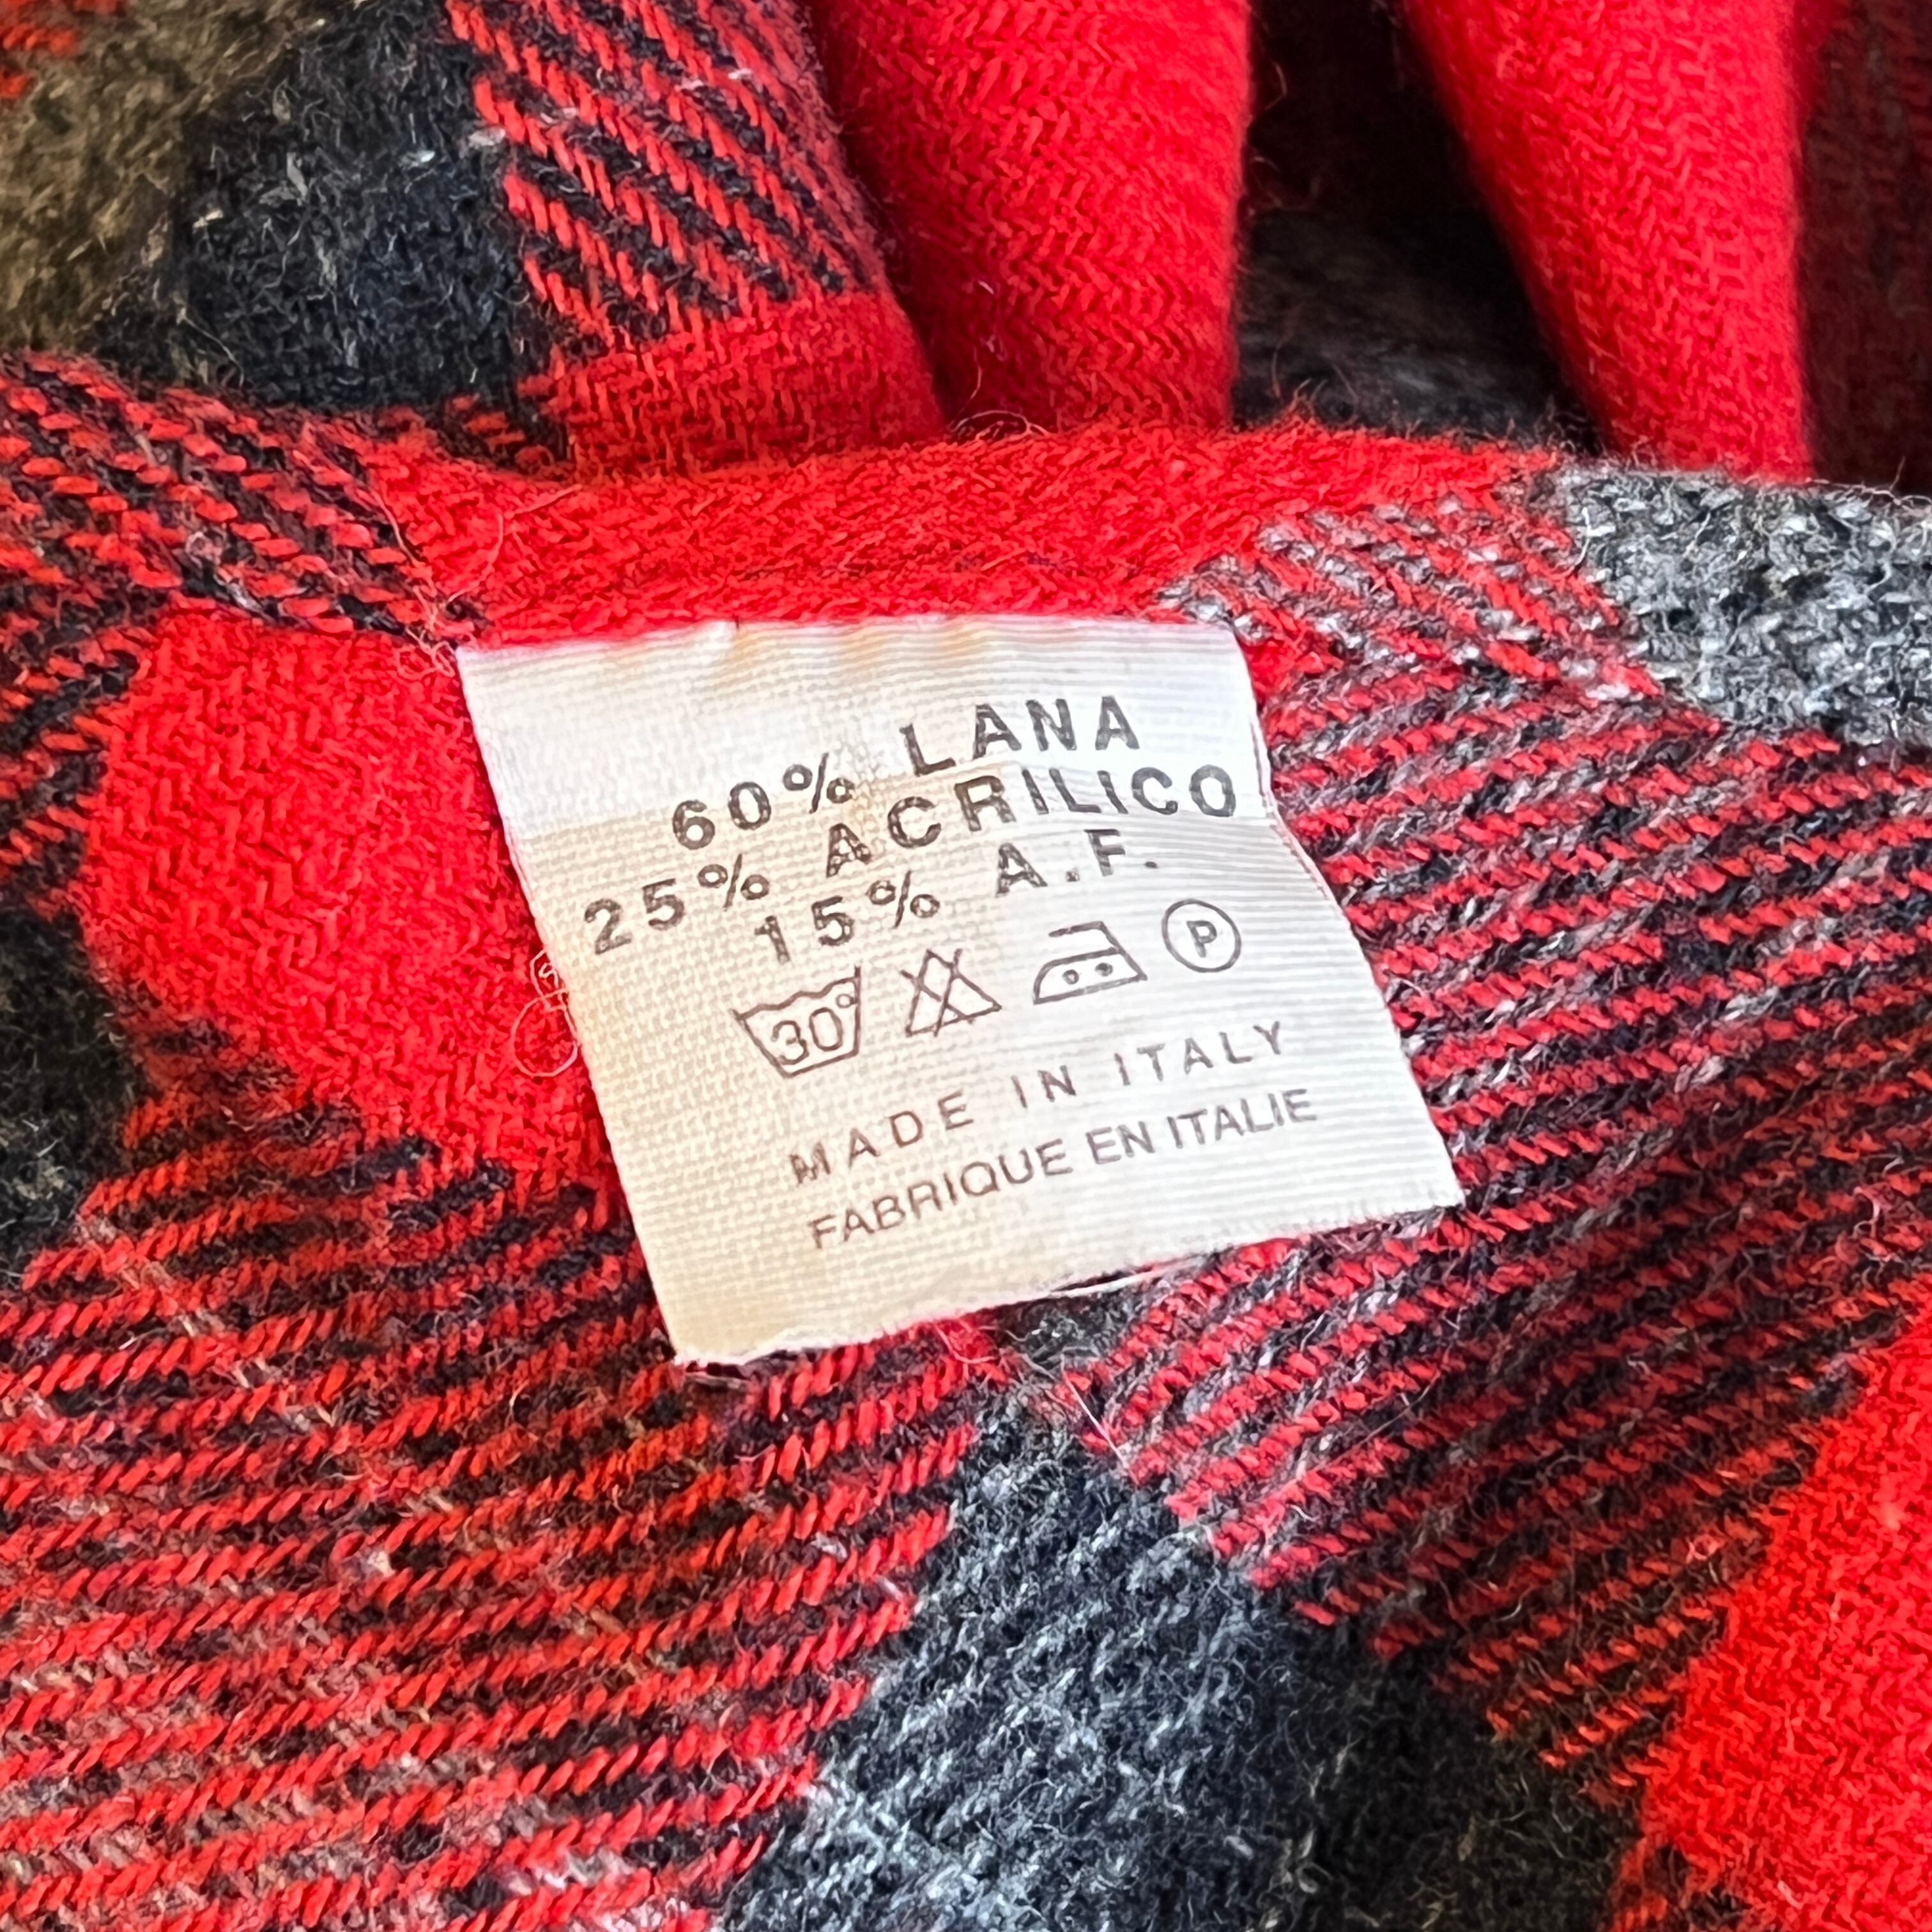 60% LANA
25% ACRILICO
15% A.F.
30° P
MADE IN ITALY
FABRIQUE EN ITALIE